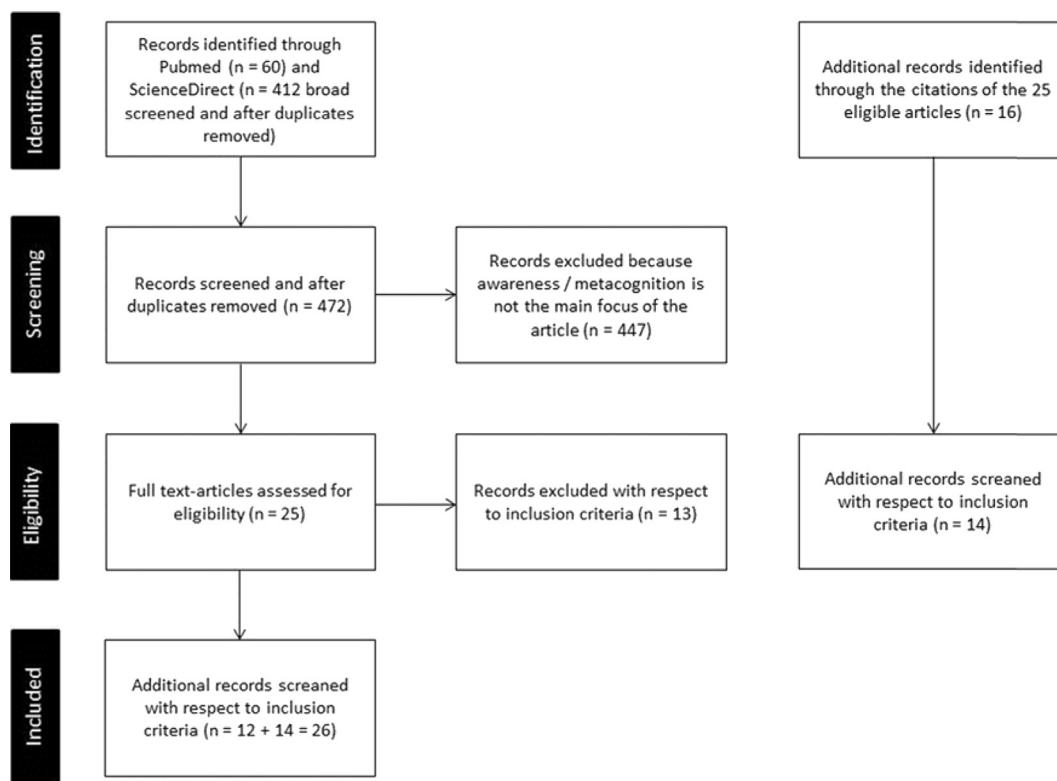 Identification
Records identified through
Pubmed (n = 60) and
ScienceDirect (n = 412 broad
screened and after duplicates
removed)
Additional records identified
through the citations of the 25
eligible articles (n = 16)
Screening
Records screened and after
duplicates removed (n = 472)
Records excluded because
awareness / metacognition is
not the main focus of the
article (n = 447)
Eligibility
Full text-articles assessed for
eligibility (n = 25)
Records excluded with respect
to inclusion criteria (n = 13)
Additional records screaned
with respect to inclusion
criteria (n = 14)
Included
Additional records screaned
with respect to inclusion
criteria (n = 12 + 14 = 26)